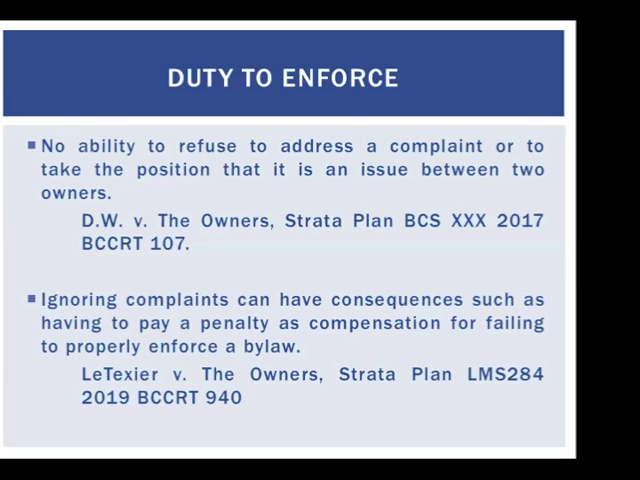 DUTY TO ENFORCE
▪ No ability to refuse to address a complaint or to
take the position that it is an issue between two
owners.
D.W. v. The Owners, Strata Plan BCS XXX 2017
BCCRT 107.
▪ Ignoring complaints can have consequences such as
having to pay a penalty as compensation for failing
to properly enforce a bylaw.
LeTexier v. The Owners, Strata Plan LMS284
2019 BCCRT 940